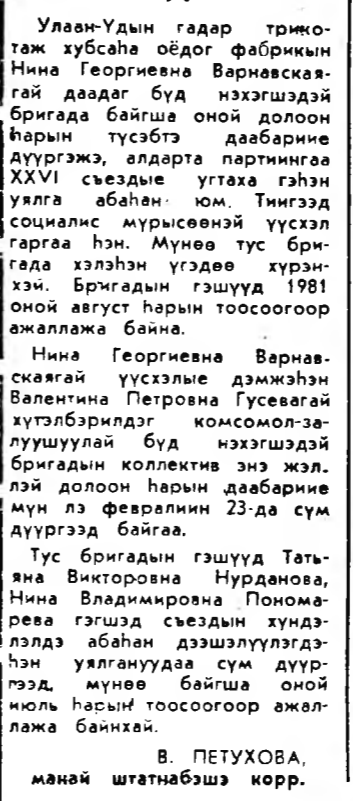 Улаан-Үдын гадар трико-
таж хубсаһа оёдог фабрикын
Нина Георгиевна Варнавская-
гай даадаг бүд нэхэгшэдэй
бригада байгша оной долоон
һарын түсэбтэ даабарине
дүүргэжэ, алдарта партиингаа
XXVI съездые угтаха гэһэн
уялга абаһан юм. Тиигээд
социалис мүрысөөнэй үүсхэл
гаргаа һэн. Мүнөө тус бри-
гада хэлэһэн үгэдөө хүрэн-
хэй. Бригадын гэшүүд 1981
оной август һарын тоосоогоор
ажаллажа байна.
Нина Георгиевна Варнав-
скаягай үүсхэлые дэмжэһэн
Валентина Петровна Гусевагай
хүтэлбэрилдэг комсомол-за-
луушуулай бүд нэхэгшэдэй
бригадын коллектив энэ жэл-
лэй долоон һарын даабарине
мүн лэ февралиин 23-да сүм
дүүргээд байгаа.
Тус бригадын гэшүүд Тать-
яна Викторовна Нурданова,
Нина Владимировна Понома-
рева гэгшэд съездын хүндэ-
лэлдэ абаһан дээшэлүүлэгдэ-
һэн уялгануудаа сүм дүүр-
гээд, мүнөө байгша оной
июль һарын тоосоогоор ажал-
лажа байнхай.
В. ПЕТУХОВА,
манай штатнабэшэ корр.